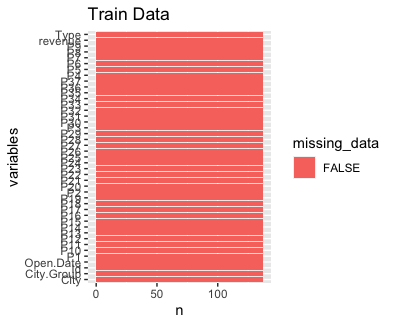 Train Data
Type
revenue
P9
P8
P7
P6
P5
P4
P37
P36
P35
P34
P33
P32
P31
P30
P3
P29
P28
P27
P26
P25
P24
P23
P22
P21
P20
P2
P19
P18
P17
P16
P15
P14
P13
P12
P11
P10
P1
Open.Date
Id
City.Group
City
variables
0 50 100
n
missing_data
FALSE